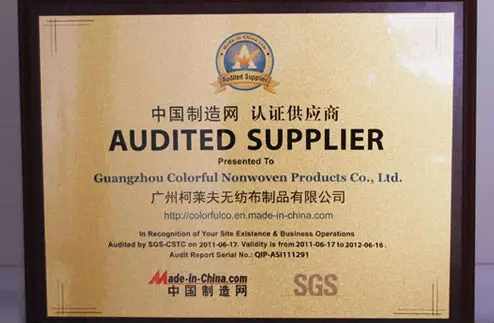 Made-in-China.com
Audited Supplier
中国制造网 认证供应商
AUDITED SUPPLIER
Presented To
Guangzhou Colorful Nonwoven Products Co., Ltd.
广州柯莱夫无纺布制品有限公司
http://colorfulco.en.made-in-china.com
In Recognition of Your Site Existence & Business Operations
Audited by SGS-CSTC on 2011-06-17. Validity is from 2011-06-17 to 2012-06-16.
Audit Report Serial No.: QIP-ASI111291
Made-in-China.com
中国制造网
SGS